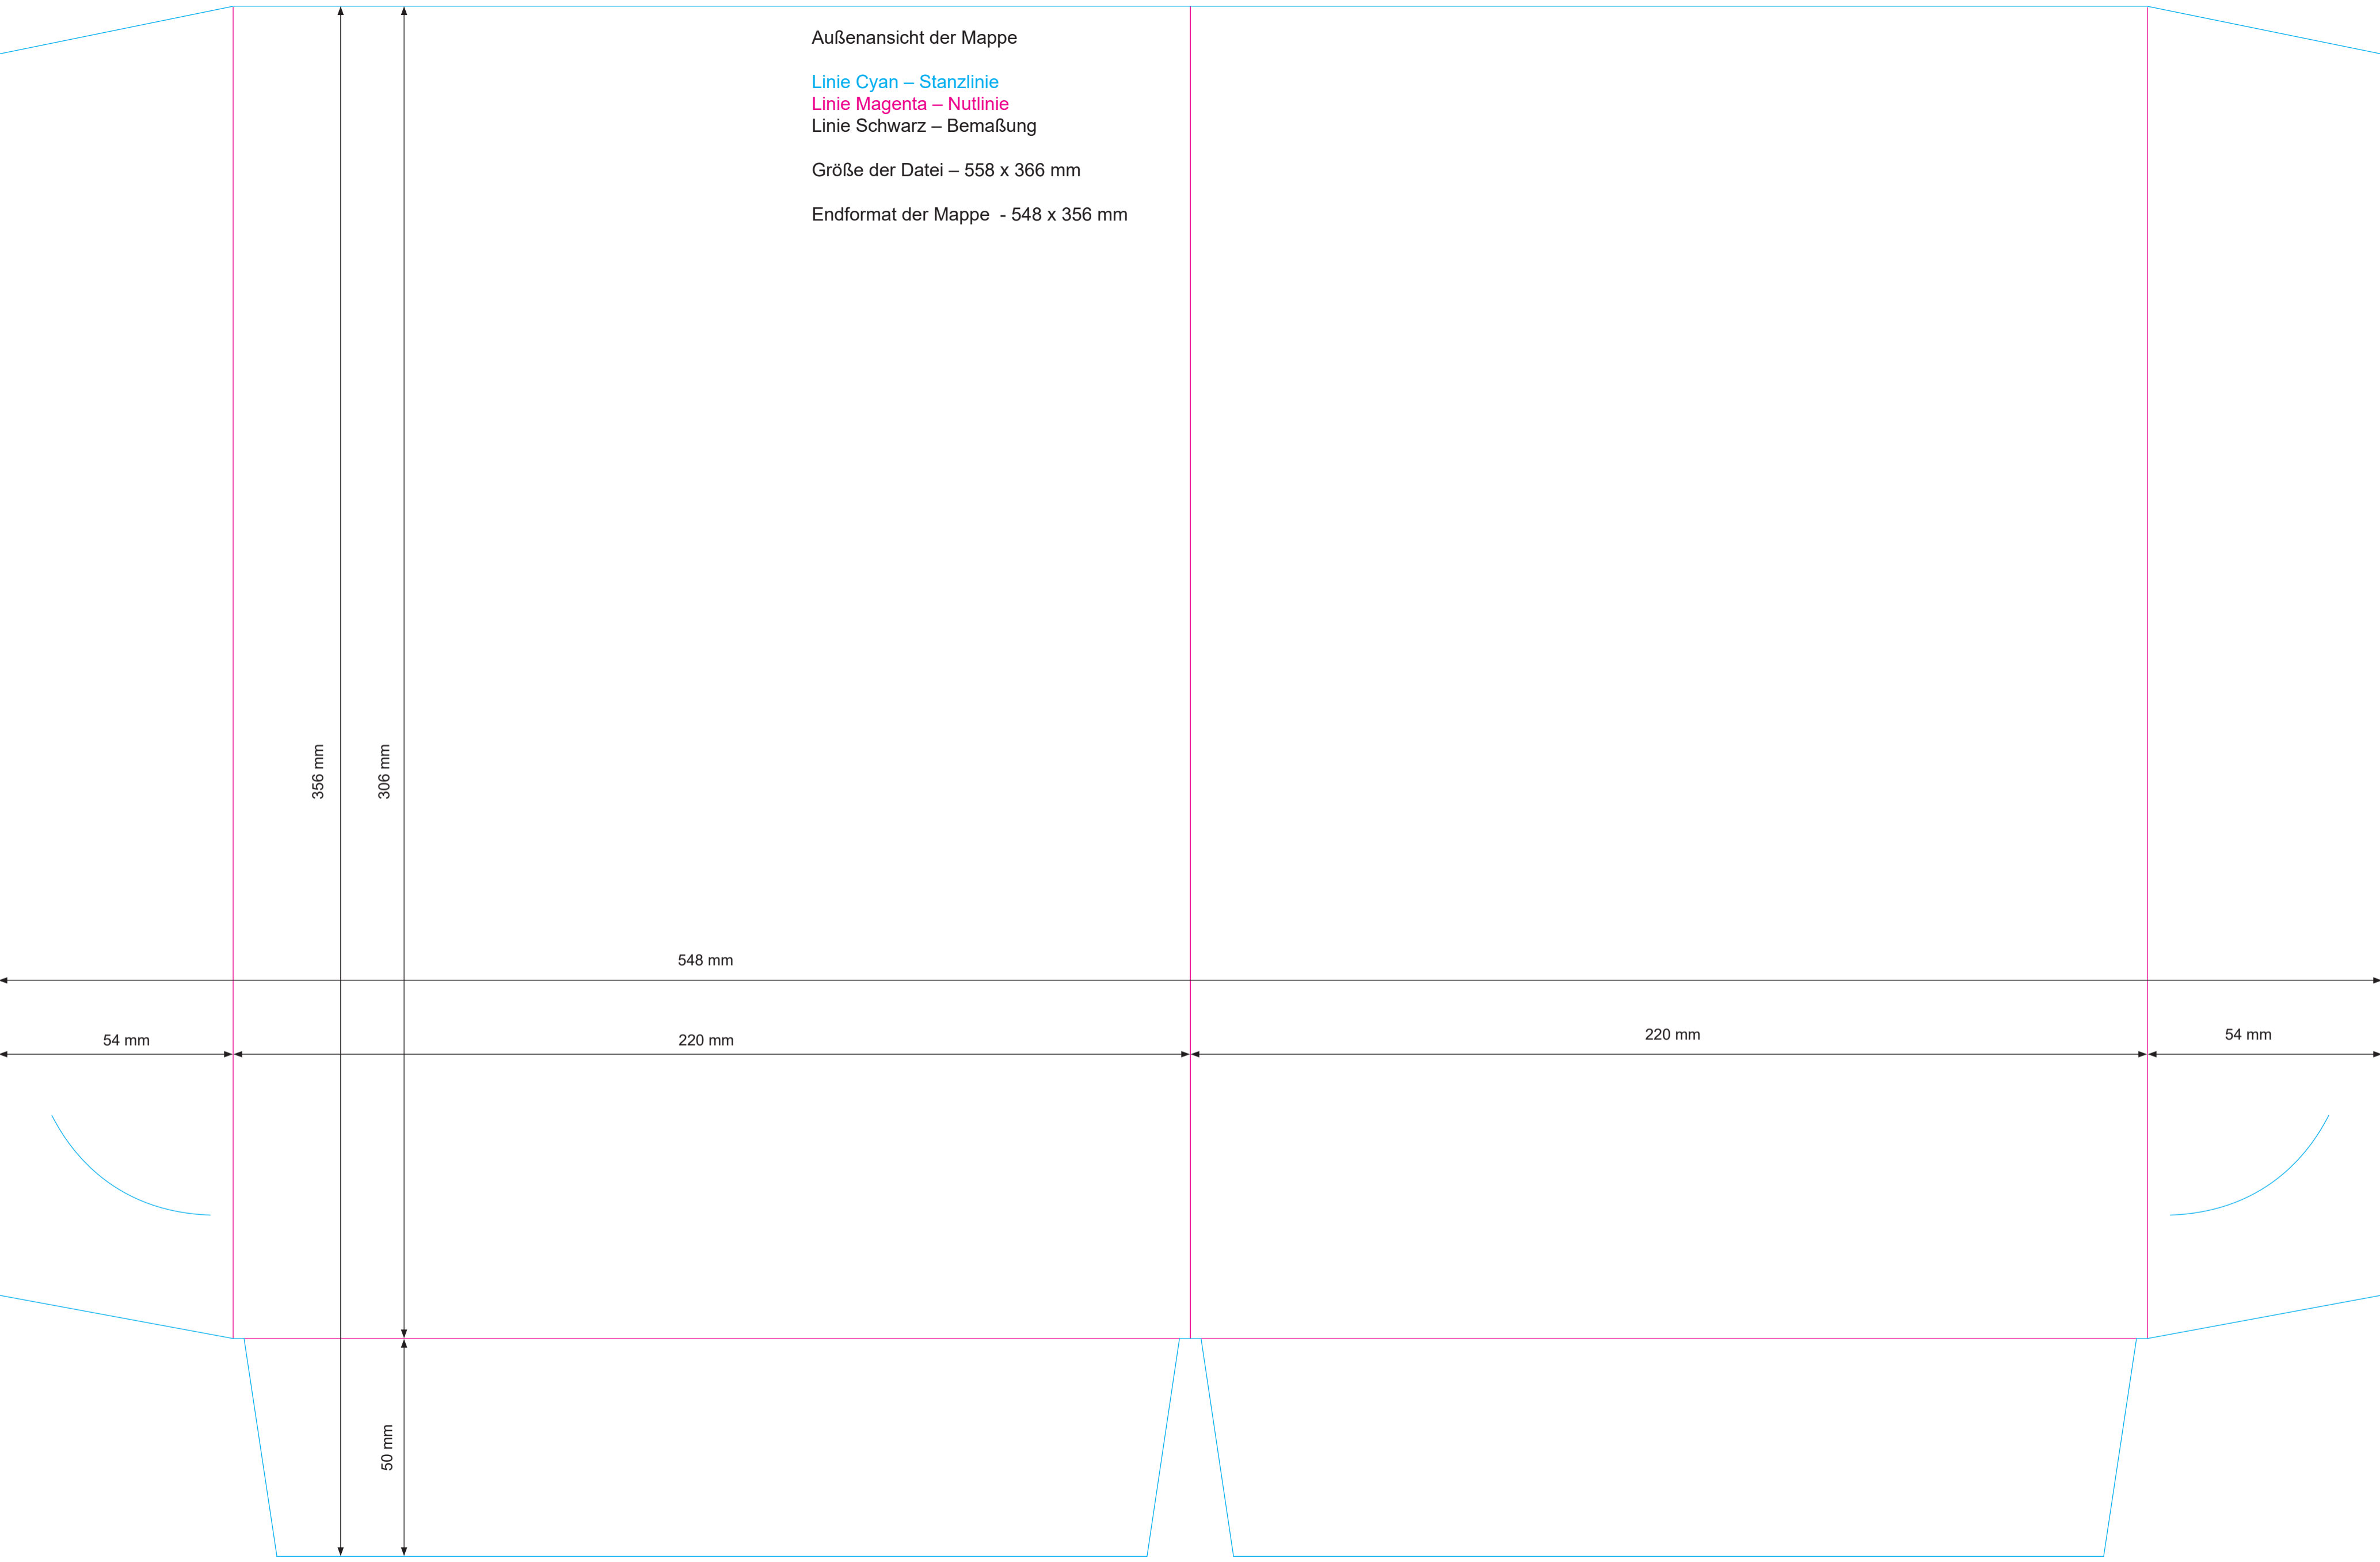 Außenansicht der Mappe
Linie Cyan – Stanzlinie
Linie Magenta – Nutlinie
Linie Schwarz – Bemaßung
Größe der Datei – 558 x 366 mm
Endformat der Mappe  - 548 x 356 mm
356 mm
306 mm
548 mm
54 mm
220 mm
220 mm
54 mm
50 mm